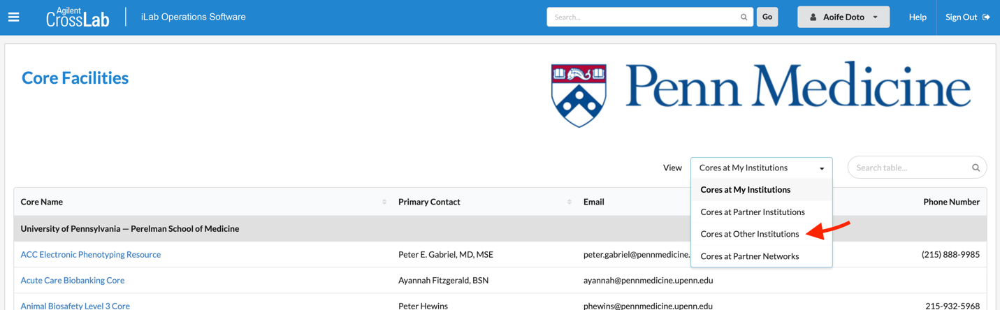 Agilent
CrossLab
iLab Operations Software
Search...
Go
Aoife Doto
Help
Sign Out
Core Facilities
Penn Medicine
View
Cores at My Institutions
Search table...
Cores at My Institutions
Cores at Partner Institutions
Cores at Other Institutions
Cores at Partner Networks
Core Name Primary Contact Email Phone Number
University of Pennsylvania — Perelman School of Medicine
ACC Electronic Phenotyping Resource Peter E. Gabriel, MD, MSE peter.gabriel@pennmedicine. (215) 888-9985
Acute Care Biobanking Core Ayannah Fitzgerald, BSN ayannah@pennmedicine.upenn.edu
Animal Biosafety Level 3 Core Peter Hewins phewins@pennmedicine.upenn.edu 215-932-5968